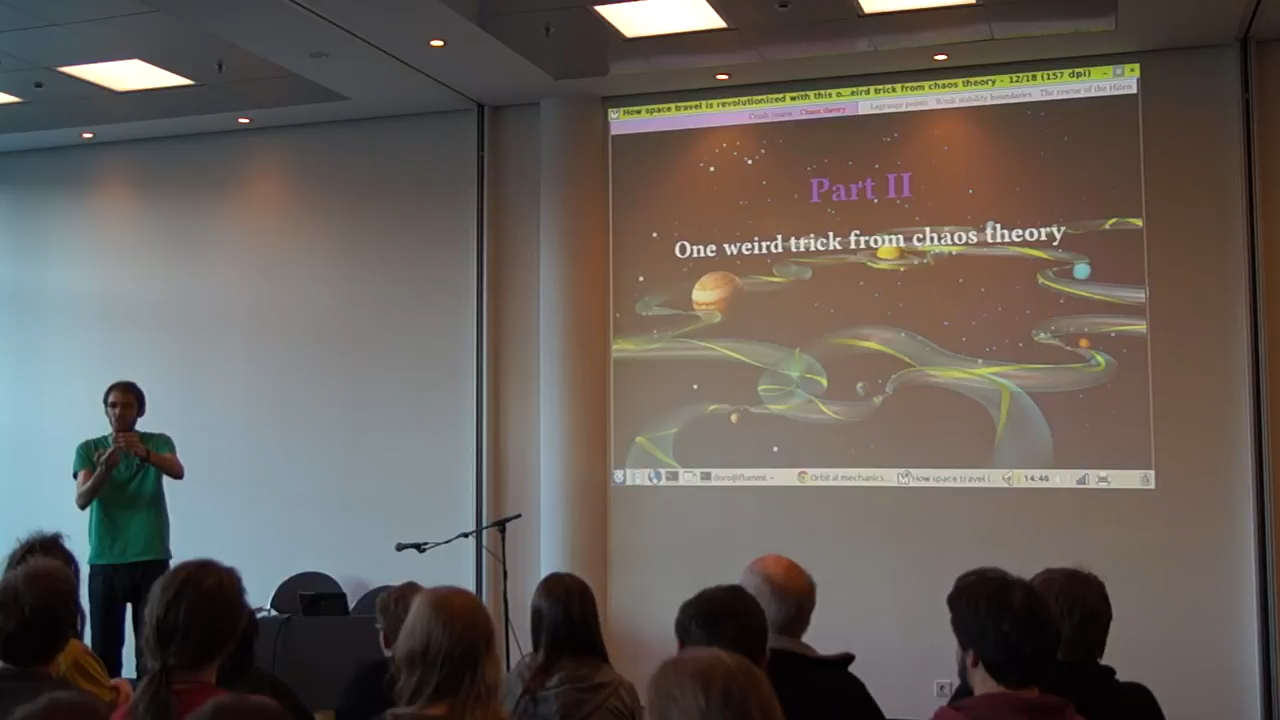 How space travel is revolutionized with this o...eird trick from chaos theory - 12/18 (157 dpi)
Crash course Chaos theory Lagrange points Weak stability boundaries The rescue of the Hiten
Part II
One weird trick from chaos theory
Orbital mechanics... How space travel i... 14:46